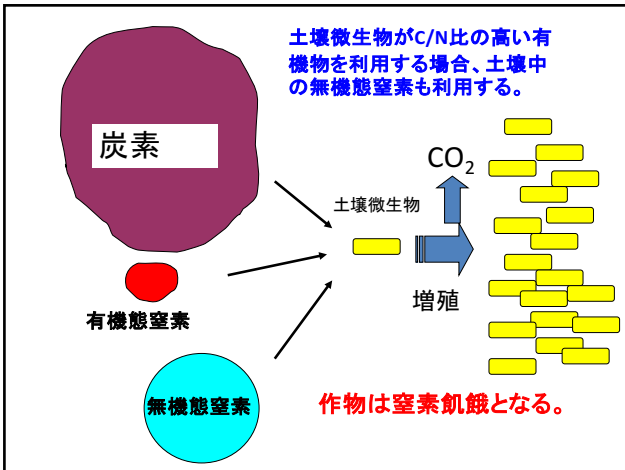 土壌微生物がC/N比の高い有
機物を利用する場合、土壌中
の無機態窒素も利用する。
炭素
CO2
土壌微生物
増殖
有機態窒素
無機態窒素
作物は窒素飢餓となる。